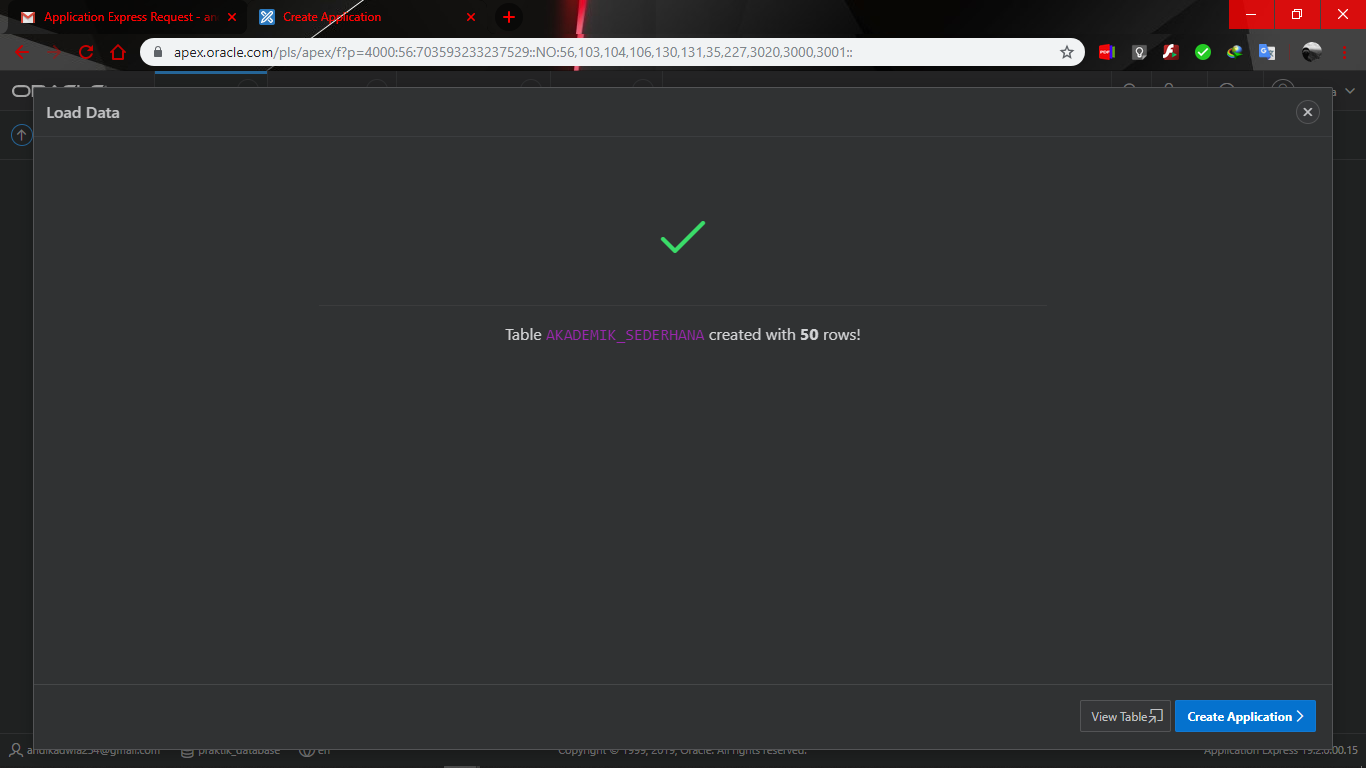 Application Express Request - an
Create Application
apex.oracle.com/pls/apex/f?p=4000:56:703593233237529::NO:56,103,104,106,130,131,35,227,3020,3000,3001::
Load Data
Table AKADEMIK_SEDERHANA created with 50 rows!
View Table
Create Application
andikadwia254@gmail.com
praktik_database
en
Copyright © 1999, 2019, Oracle. All rights reserved.
Application Express 19.2.0.00.15